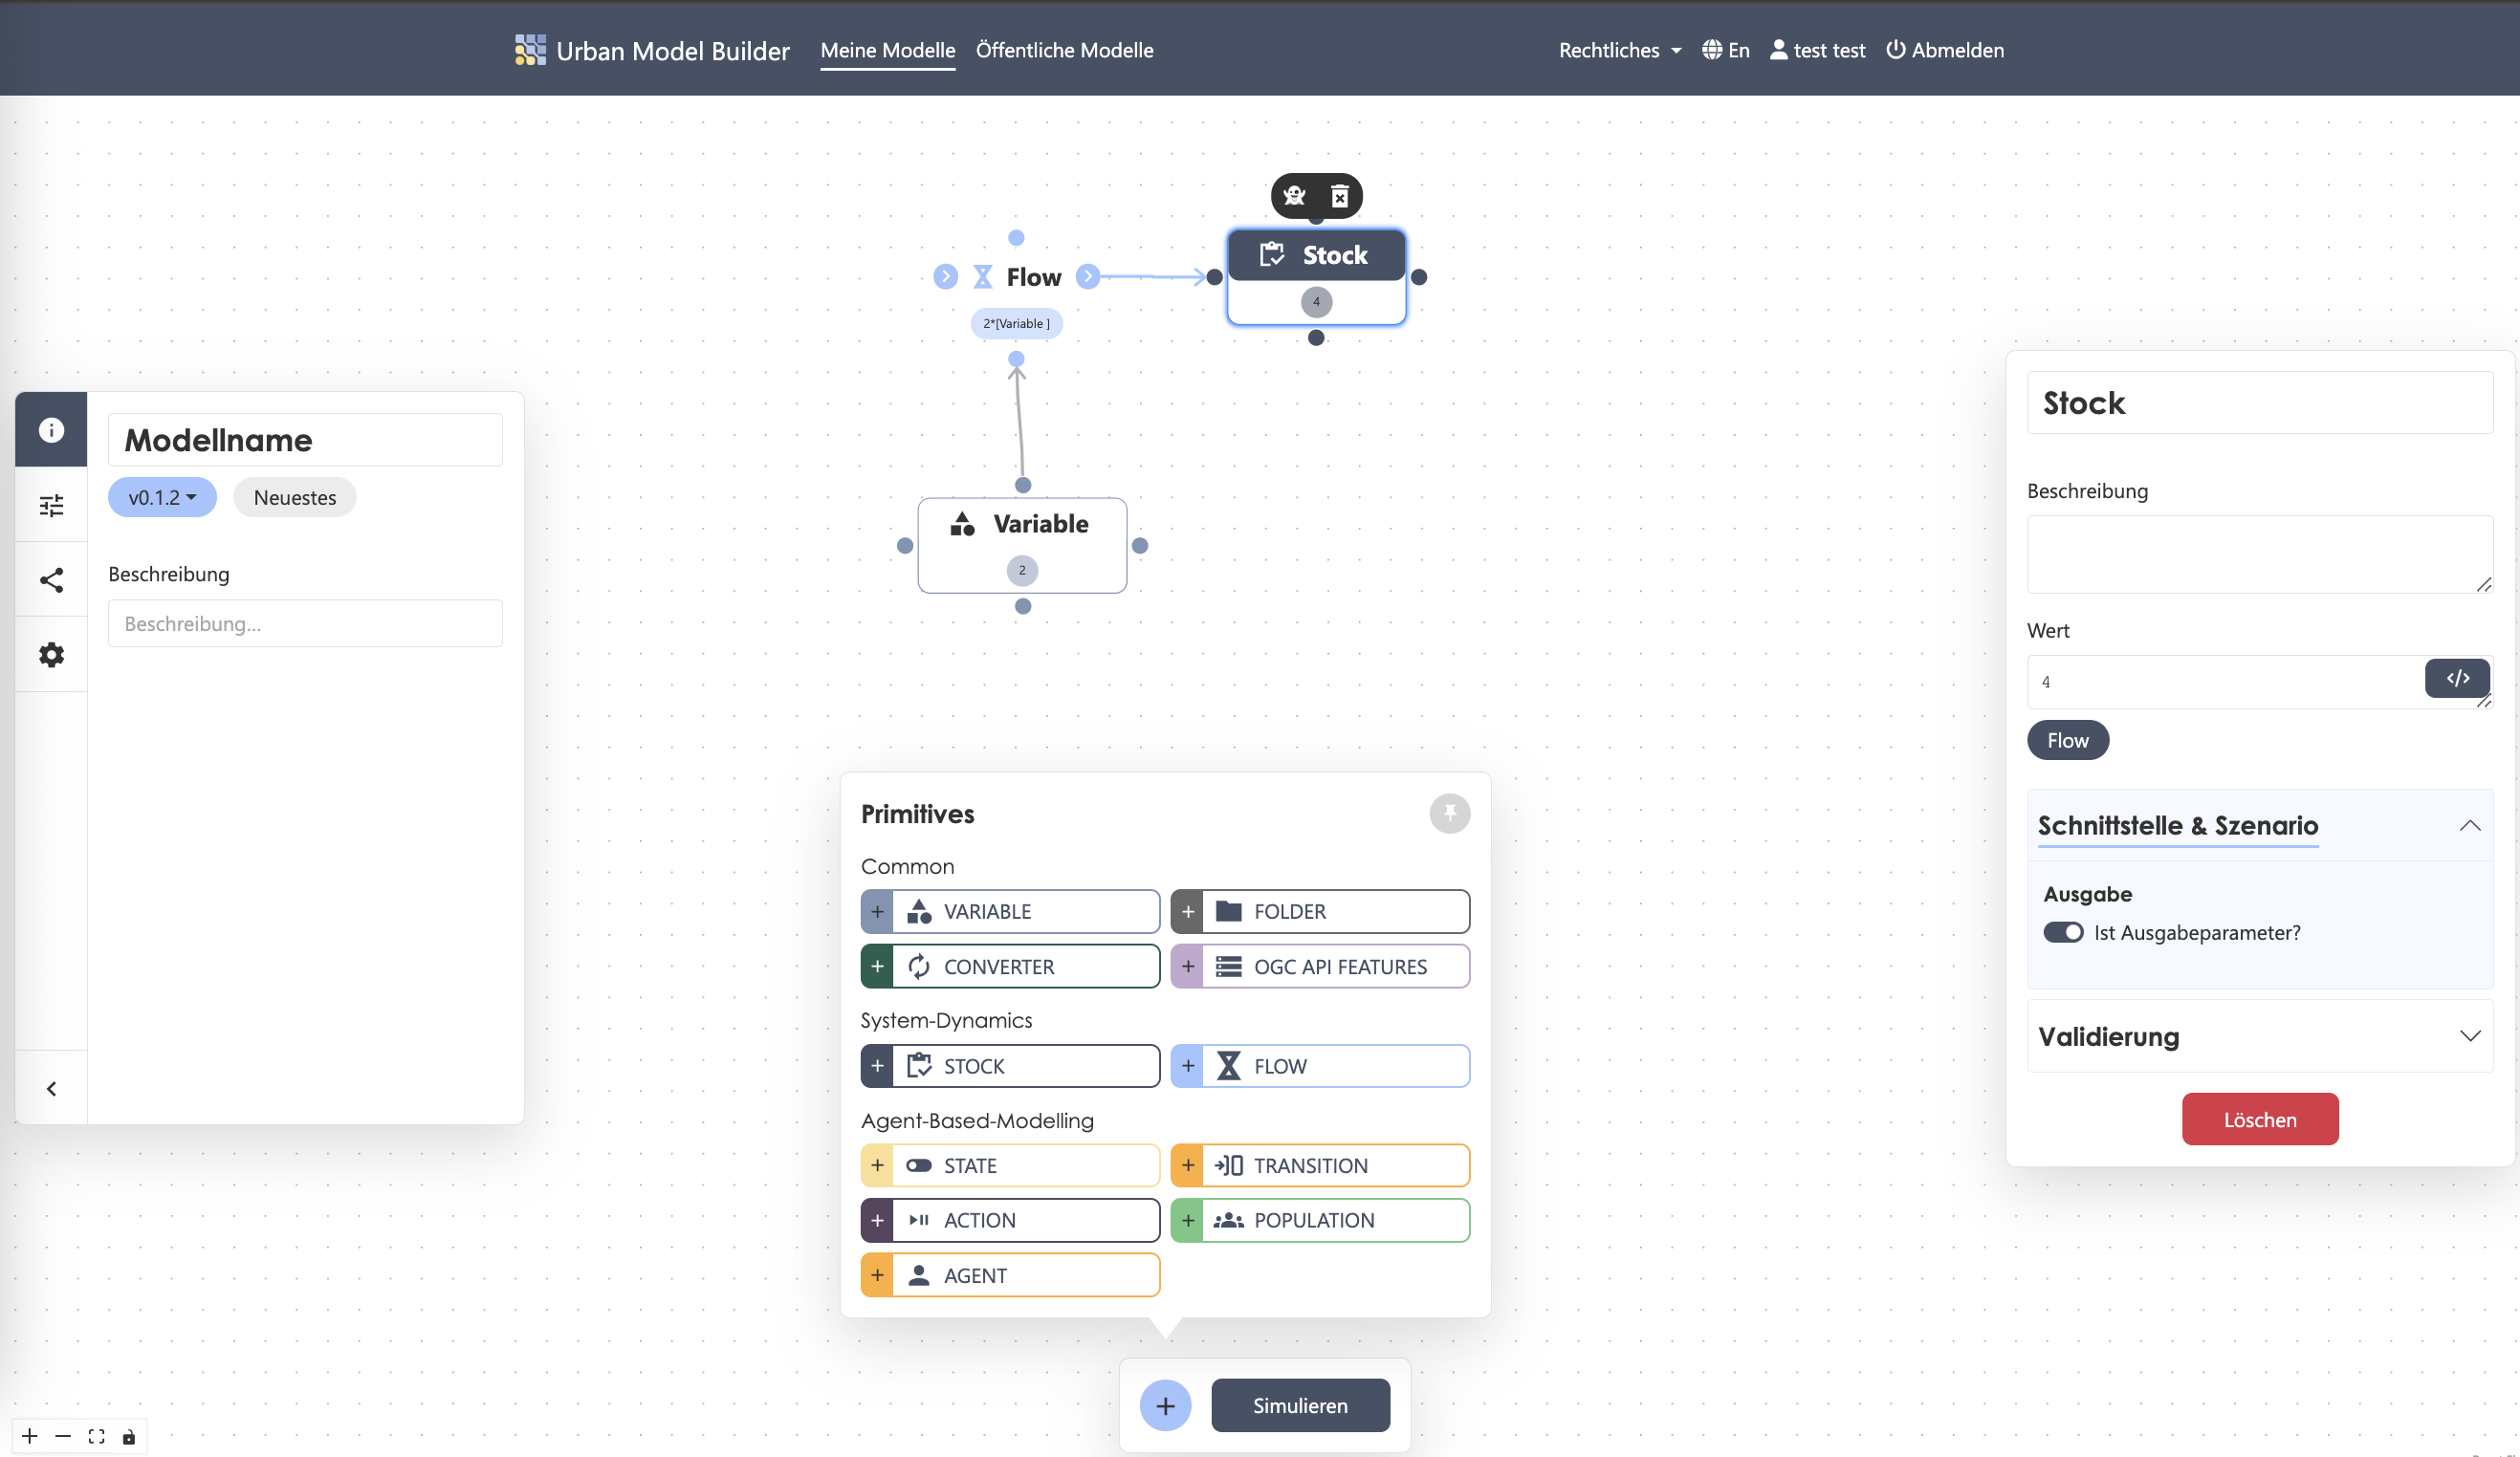 Urban Model Builder
Meine Modelle
Öffentliche Modelle
Rechtliches
En
test test
Abmelden
Stock
4
Flow
2*[Variable ]
Variable
2
Modellname
v0.1.2
Neuestes
Beschreibung
Beschreibung...
Primitives
Common
+ VARIABLE
+ FOLDER
+ CONVERTER
+ OGC API FEATURES
System-Dynamics
+ STOCK
+ FLOW
Agent-Based-Modelling
+ STATE
+ TRANSITION
+ ACTION
+ POPULATION
+ AGENT
+
Simulieren
Stock
Beschreibung
Wert
4
</>
Flow
Schnittstelle & Szenario
Ausgabe
Ist Ausgabeparameter?
Validierung
Löschen